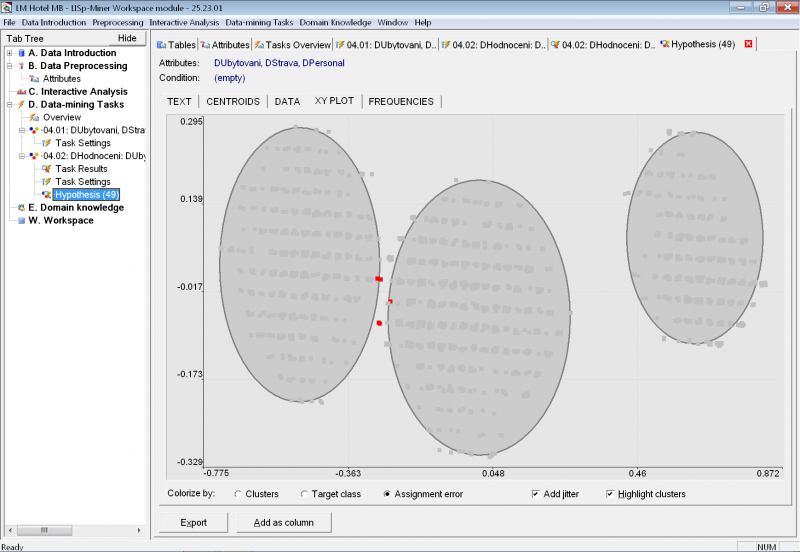 LM Hotel MB - LISp-Miner Workspace module - 25.23.01
File Data Introduction Preprocessing Interactive Analysis Data-mining Tasks Domain Knowledge Window Help
Tab Tree
Hide
A. Data Introduction
B. Data Preprocessing
Attributes
C. Interactive Analysis
D. Data-mining Tasks
Overview
04.01: DUbytovani, DStra
Task Settings
04.02: DHodnoceni: DUb
Task Results
Task Settings
Hypothesis (49)
E. Domain knowledge
W. Workspace
Tables Attributes Tasks Overview 04.01: DUbytovani, D.. 04.02: DHodnoceni: D.. 04.02: DHodnoceni: D.. Hypothesis (49)
Attributes: DUbytovani, DStrava, DPersonal
Condition: (empty)
TEXT CENTROIDS DATA XY PLOT FREQUENCIES
0.295
0.139
-0.017
-0.173
-0.329
-0.775 -0.363 0.048 0.46 0.872
Colorize by: Clusters Target class Assignment error Add jitter Highlight clusters
Export Add as column
Ready NUM